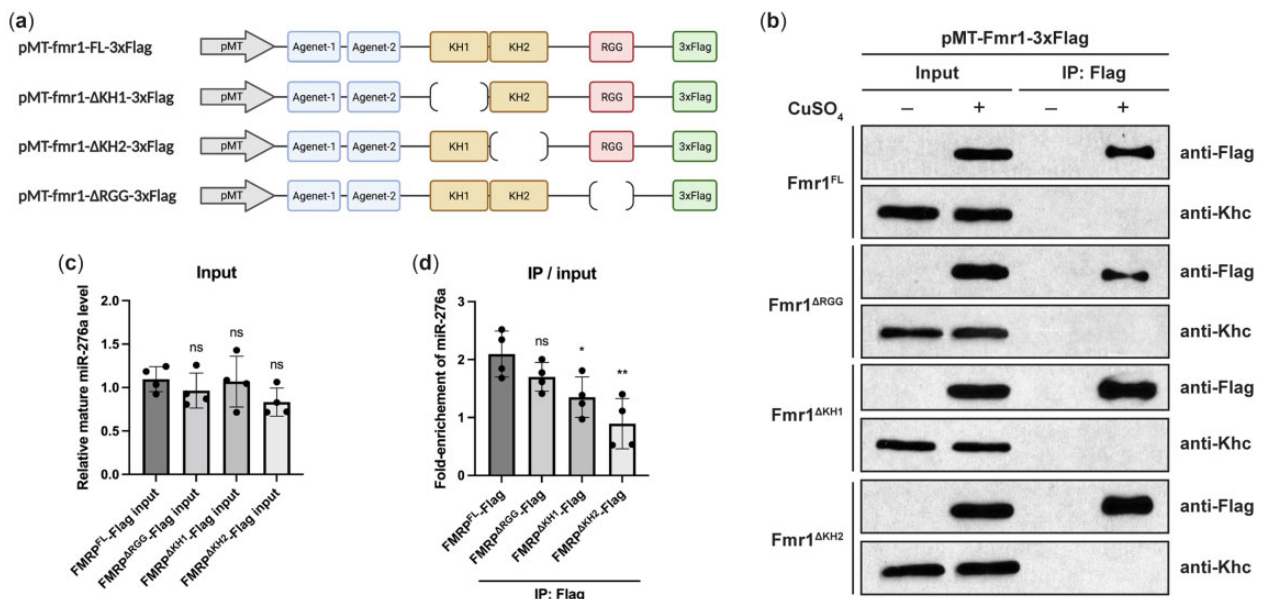 (a)
pMT-fmr1-FL-3xFlag
pMT Agenet-1 Agenet-2 KH1 KH2 RGG 3xFlag
pMT-fmr1-ΔKH1-3xFlag
pMT Agenet-1 Agenet-2 KH2 RGG 3xFlag
pMT-fmr1-ΔKH2-3xFlag
pMT Agenet-1 Agenet-2 KH1 RGG 3xFlag
pMT-fmr1-ΔRGG-3xFlag
pMT Agenet-1 Agenet-2 KH1 KH2 3xFlag
(b)
pMT-Fmr1-3xFlag
Input IP: Flag
CuSO4 – + – +
Fmr1FL
anti-Flag
anti-Khc
Fmr1ΔRGG
anti-Flag
anti-Khc
Fmr1ΔKH1
anti-Flag
anti-Khc
Fmr1ΔKH2
anti-Flag
anti-Khc
(c)
Input
Relative mature miR-276a level
2.0
1.5
1.0
0.5
0.0
ns
ns
ns
FMRPFL-Flag input
FMRPΔRGG-Flag input
FMRPΔKH1-Flag input
FMRPΔKH2-Flag input
(d)
IP / input
Fold-enrichement of miR-276a
3
2
1
0
ns
*
**
FMRPFL-Flag
FMRPΔRGG-Flag
FMRPΔKH1-Flag
FMRPΔKH2-Flag
IP: Flag